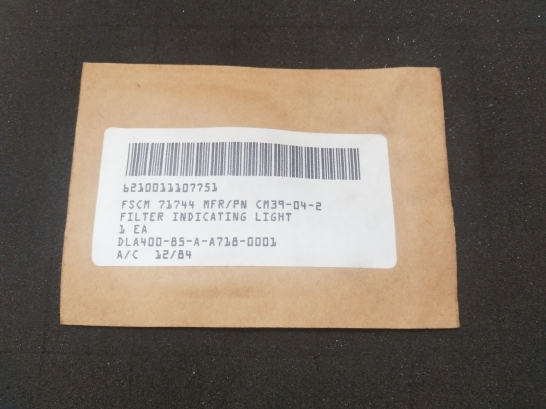 6210011107751
FSCM 71744 MFR/PN CM39-04-2
FILTER INDICATING LIGHT
1 EA
DLA400-85-A-A718-0001
A/C 12/84